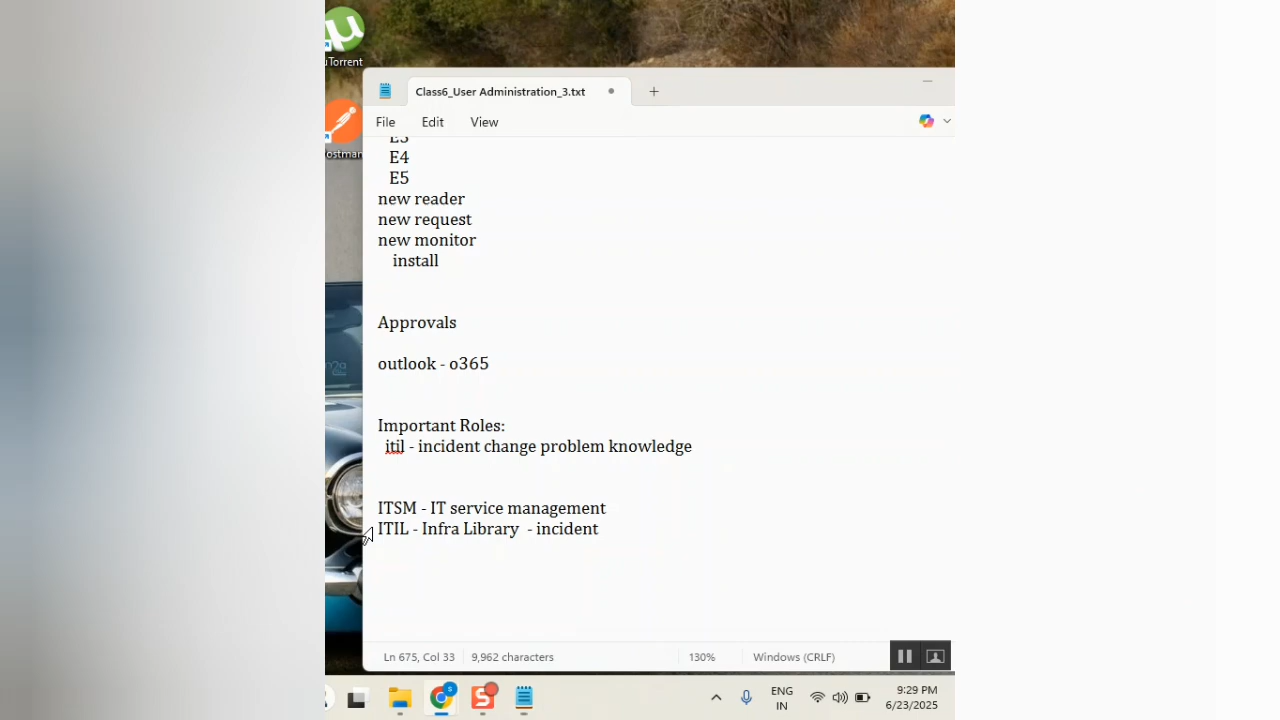 uTorrent
Class6_User Administration_3.txt
File Edit View
ostman
E3
E4
E5
new reader
new request
new monitor
install
Approvals
outlook - o365
Important Roles:
itil - incident change problem knowledge
ITSM - IT service management
ITIL - Infra Library  - incident
Ln 675, Col 33 9,962 characters 130% Windows (CRLF)
ENG
IN
9:29 PM
6/23/2025